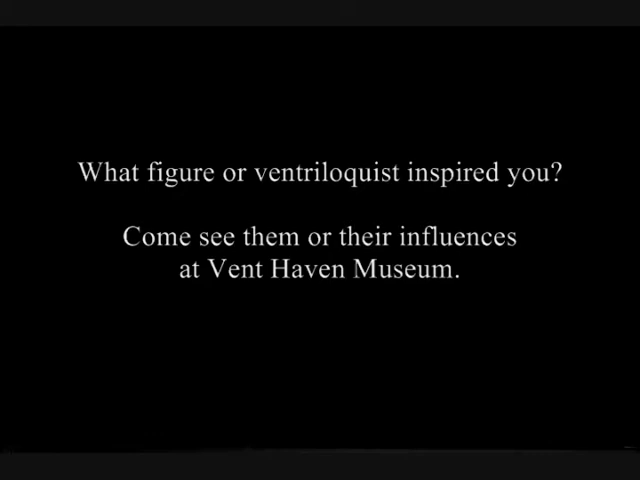 What figure or ventriloquist inspired you?
Come see them or their influences
at Vent Haven Museum.